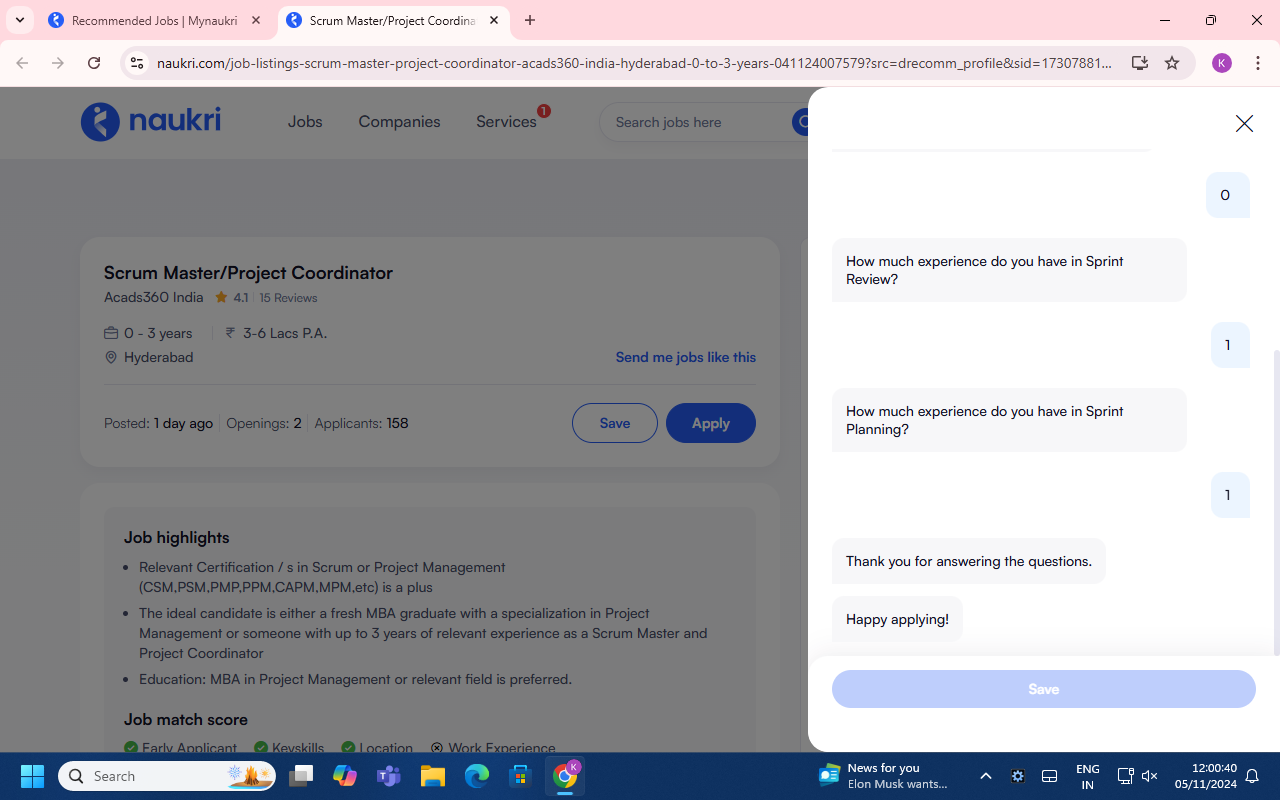 Recommended Jobs | Mynaukri
Scrum Master/Project Coordina
naukri.com/job-listings-scrum-master-project-coordinator-acads360-india-hyderabad-0-to-3-years-041124007579?src=drecomm_profile&sid=17307881...
K
naukri
Jobs
Companies
Services
1
Search jobs here
Scrum Master/Project Coordinator
Acads360 India 4.1 15 Reviews
0 - 3 years ₹ 3-6 Lacs P.A.
Hyderabad
Send me jobs like this
Posted: 1 day ago Openings: 2 Applicants: 158
Save
Apply
Job highlights
Relevant Certification / s in Scrum or Project Management
(CSM,PSM,PMP,PPM,CAPM,MPM,etc) is a plus
The ideal candidate is either a fresh MBA graduate with a specialization in Project
Management or someone with up to 3 years of relevant experience as a Scrum Master and
Project Coordinator
Education: MBA in Project Management or relevant field is preferred.
Job match score
Early Applicant Keyskills Location Work Experience
0
How much experience do you have in Sprint
Review?
1
How much experience do you have in Sprint
Planning?
1
Thank you for answering the questions.
Happy applying!
Save
Search
K
News for you
Elon Musk wants...
ENG
IN
12:00:40
05/11/2024